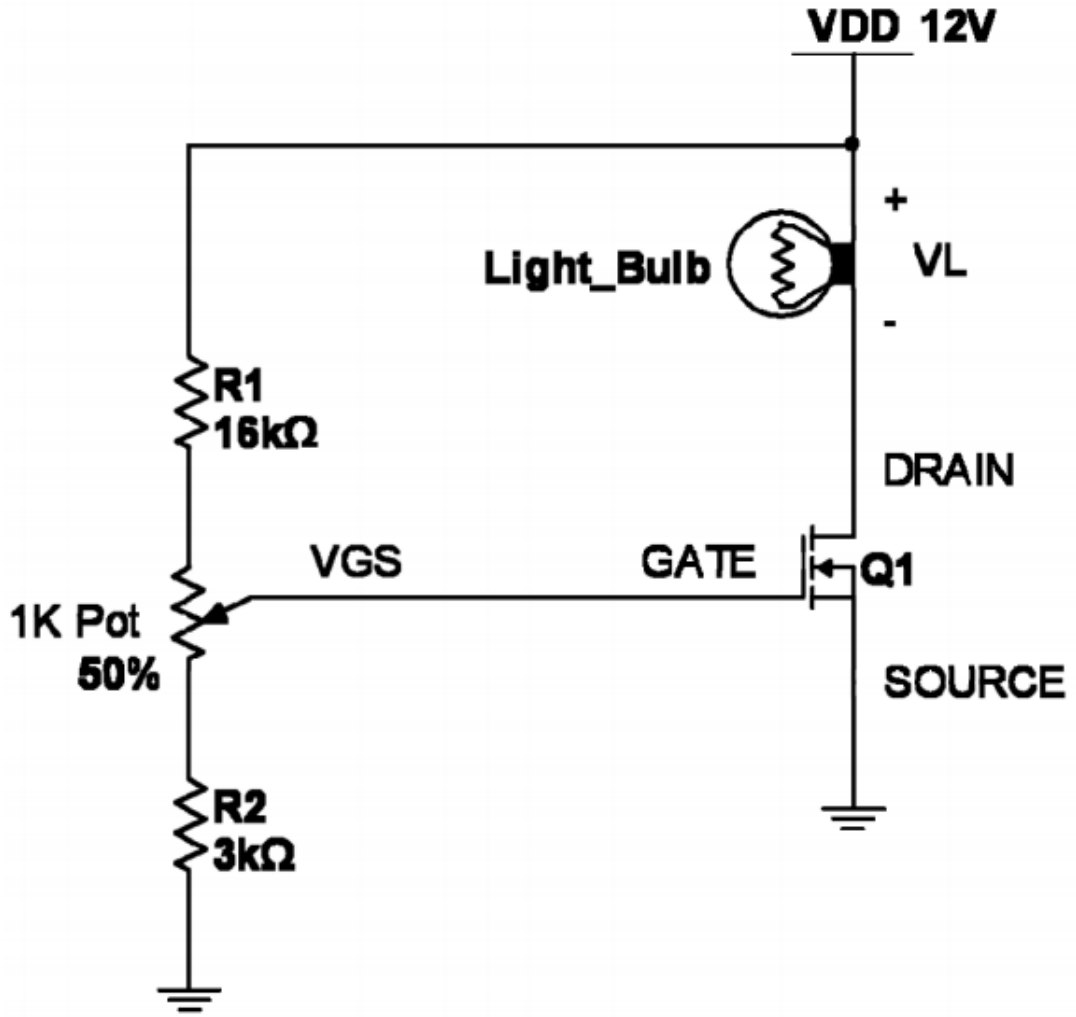 VDD 12V
+
Light_Bulb
VL
-
R1
16kΩ
DRAIN
VGS
GATE
Q1
1K Pot
50%
SOURCE
R2
3kΩ